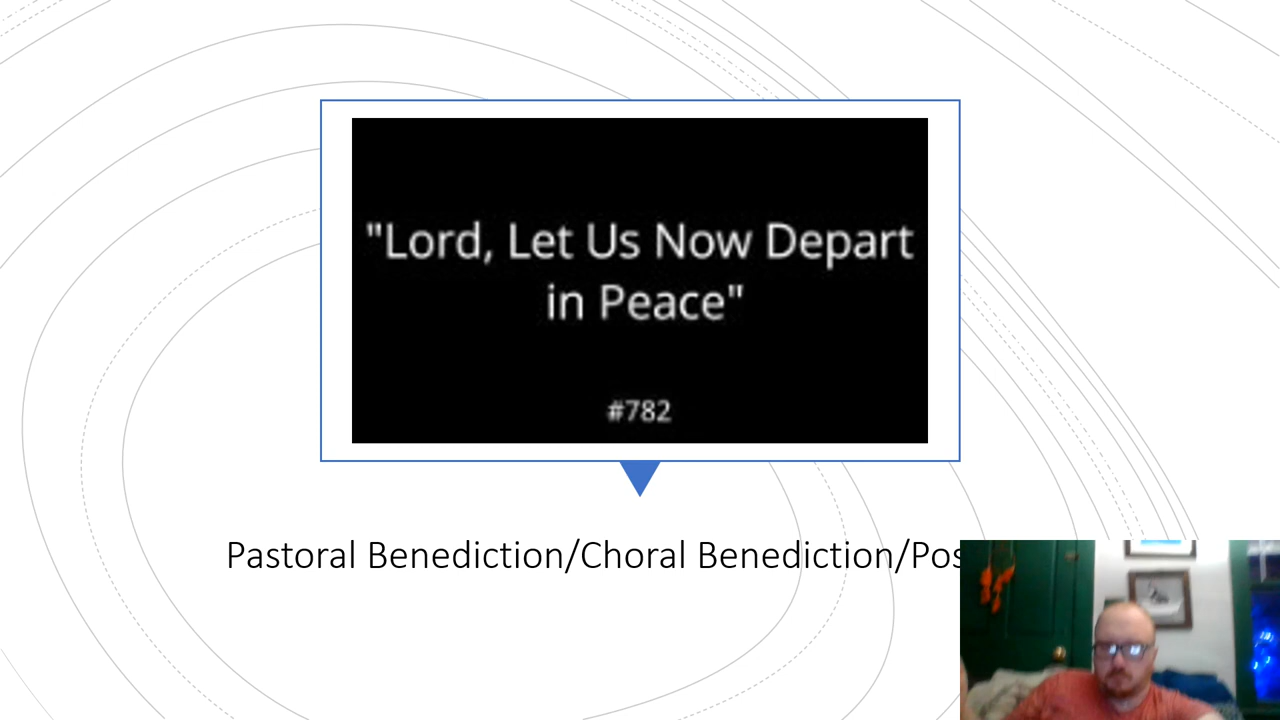 "Lord, Let Us Now Depart
in Peace"
#782
Pastoral Benediction/Choral Benediction/Pos